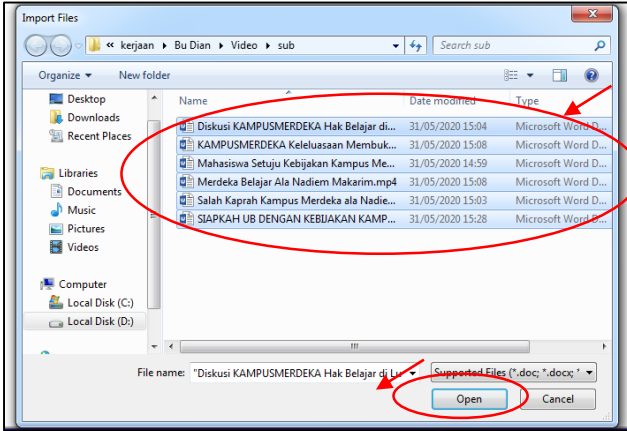 Import Files
« kerjaan ▸ Bu Dian ▸ Video ▸ sub
Search sub
Organize
New folder
Name
Date modified
Type
Desktop
Downloads
Recent Places
Libraries
Documents
Music
Pictures
Videos
Computer
Local Disk (C:)
Local Disk (D:)
Diskusi KAMPUSMERDEKA Hak Belajar di... 31/05/2020 15:04 Microsoft Word D...
KAMPUSMERDEKA Keleluasaan Membuk... 31/05/2020 15:08 Microsoft Word D...
Mahasiswa Setuju Kebijakan Kampus Me... 31/05/2020 14:59 Microsoft Word D...
Merdeka Belajar Ala Nadiem Makarim.mp4 31/05/2020 15:08 Microsoft Word D...
Salah Kaprah Kampus Merdeka ala Nadie... 31/05/2020 15:03 Microsoft Word D...
SIAPKAH UB DENGAN KEBIJAKAN KAMP... 31/05/2020 15:28 Microsoft Word D...
File name: "Diskusi KAMPUSMERDEKA Hak Belajar di Lu
Supported Files (*.doc; *.docx; *
Open
Cancel